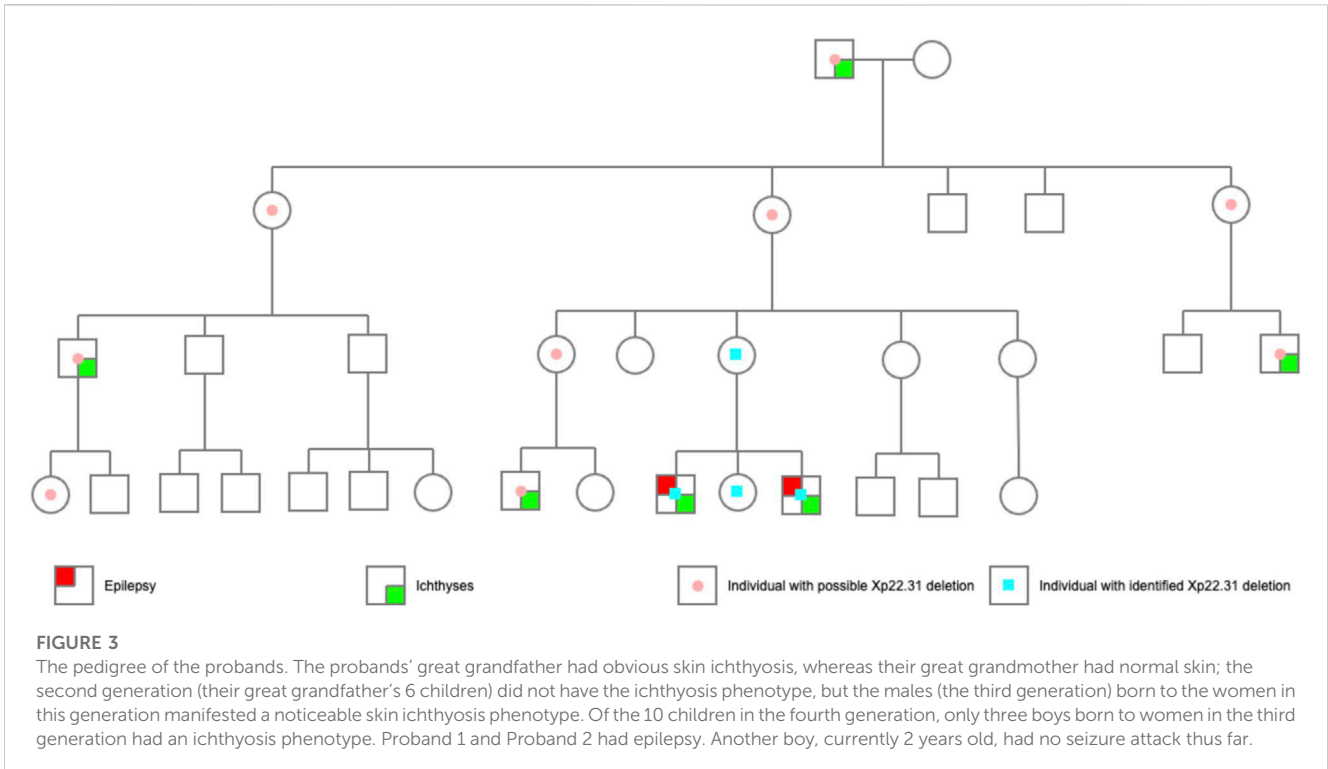 Epilepsy
Ichthyses
Individual with possible Xp22.31 deletion
Individual with identified Xp22.31 deletion
FIGURE 3
The pedigree of the probands. The probands' great grandfather had obvious skin ichthyosis, whereas their great grandmother had normal skin; the
second generation (their great grandfather's 6 children) did not have the ichthyosis phenotype, but the males (the third generation) born to the women in
this generation manifested a noticeable skin ichthyosis phenotype. Of the 10 children in the fourth generation, only three boys born to women in the third
generation had an ichthyosis phenotype. Proband 1 and Proband 2 had epilepsy. Another boy, currently 2 years old, had no seizure attack thus far.